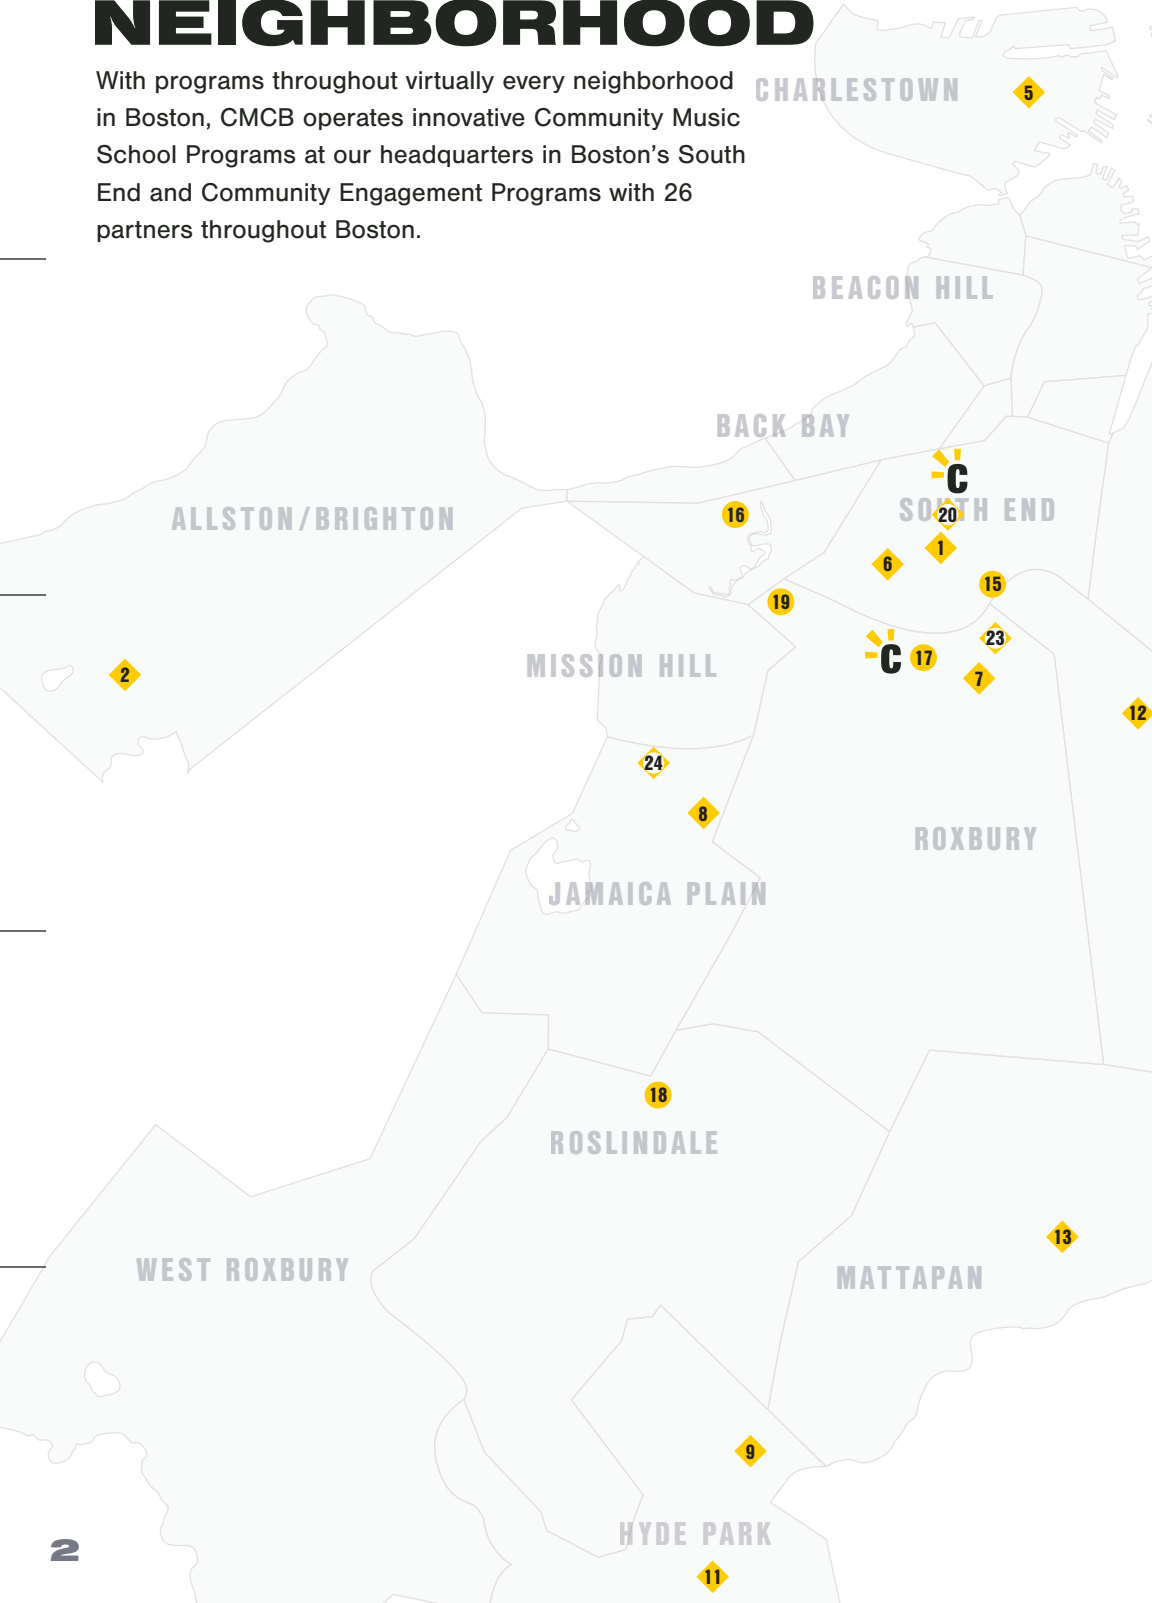 NEIGHBORHOOD
With programs throughout virtually every neighborhood
in Boston, CMCB operates innovative Community Music
School Programs at our headquarters in Boston’s South
End and Community Engagement Programs with 26
partners throughout Boston.
CHARLESTOWN
5
BEACON HILL
BACK BAY
C
ALLSTON/BRIGHTON
16
SOUTH END
20
1
6
15
19
23
C
17
MISSION HILL
2
7
12
24
8
ROXBURY
JAMAICA PLAIN
18
ROSLINDALE
13
WEST ROXBURY
MATTAPAN
9
HYDE PARK
2
11